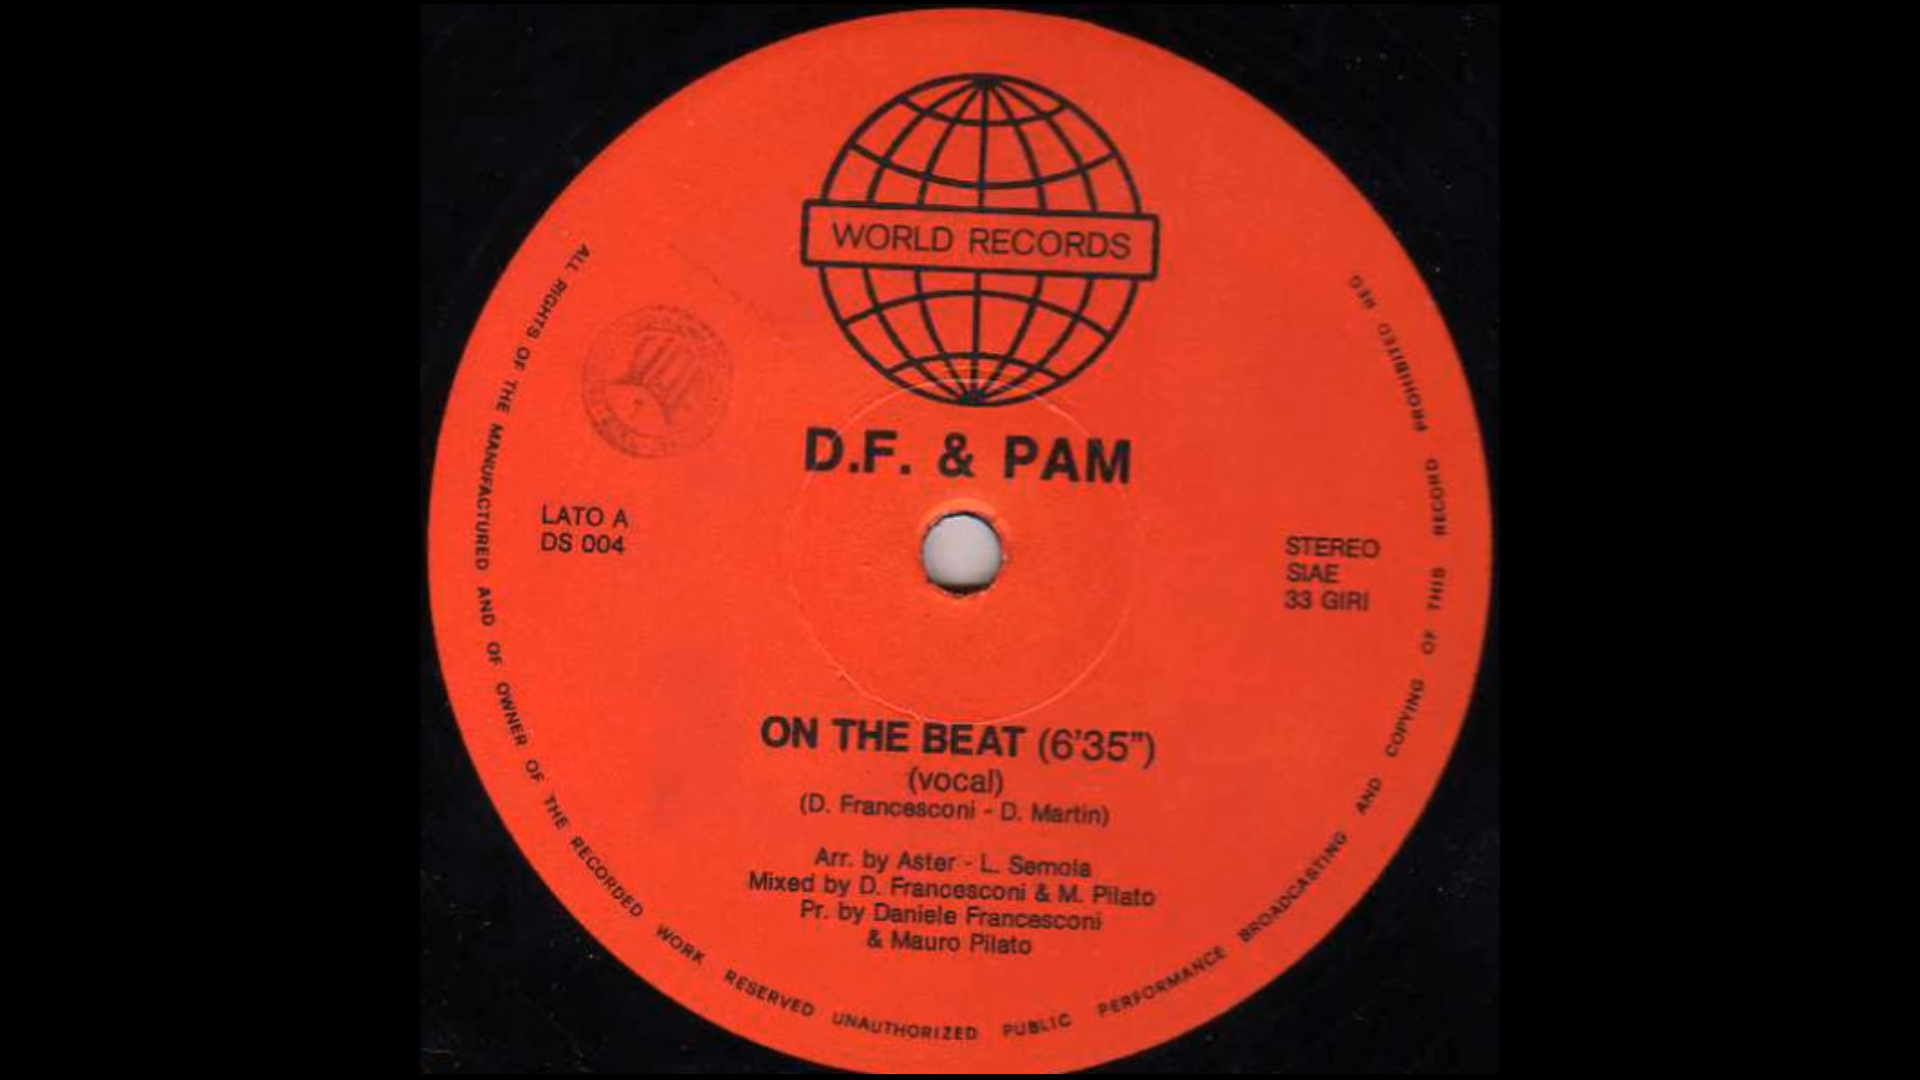 WORLD RECORDS
D.F. & PAM
LATO A
DS 004
STEREO
SIAE
33 GIRI
ON THE BEAT (6'35")
(vocal)
(D. Francesconi - D. Martin)
Arr. by Aster - L. Semola
Mixed by D. Francesconi & M. Pilato
Pr. by Daniele Francesconi
& Mauro Pilato
ALL RIGHTS OF THE MANUFACTURED AND OF OWNER OF THE RECORDED WORK RESERVED UNAUTHORIZED PUBLIC PERFORMANCE BROADCASTING AND COPYING OF THIS RECORD PROHIBITED REG